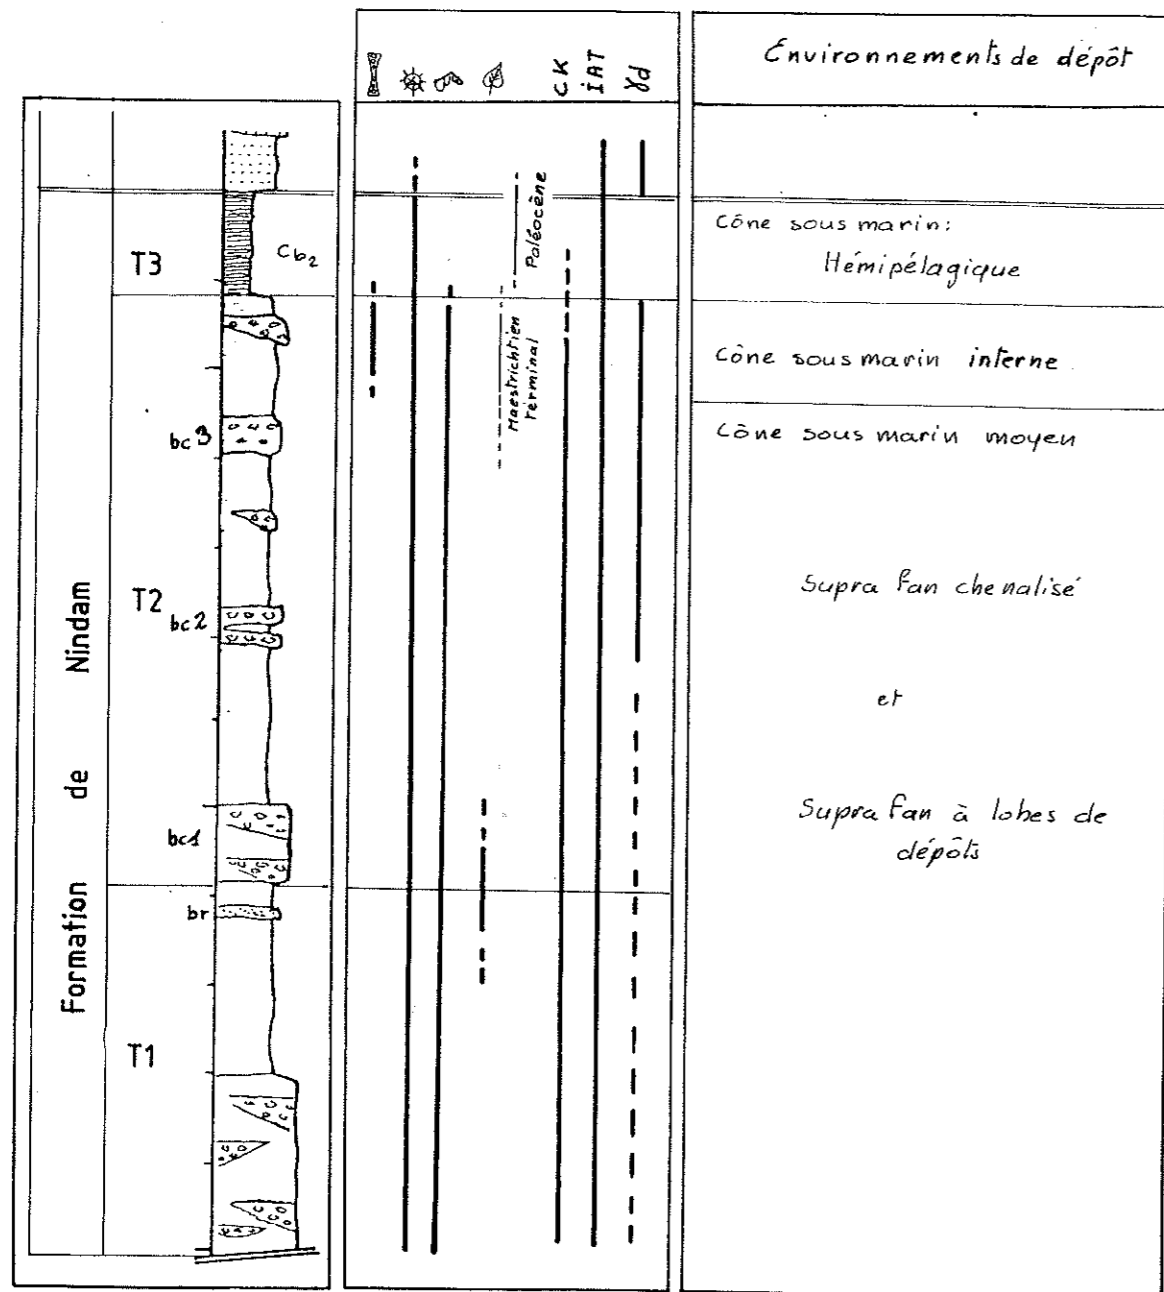 Formation de Nindam
T3
Cb2
T2
bc3
bc2
bc1
br
T1
CK
iAT
γd
Paléocène
Maestrichtien
terminal
Environnements de dépôt
Cône sous marin:
Hémipélagique
Cône sous marin interne
Cône sous marin moyen
Supra fan chenalisé
et
Supra fan à lobes de
dépôts